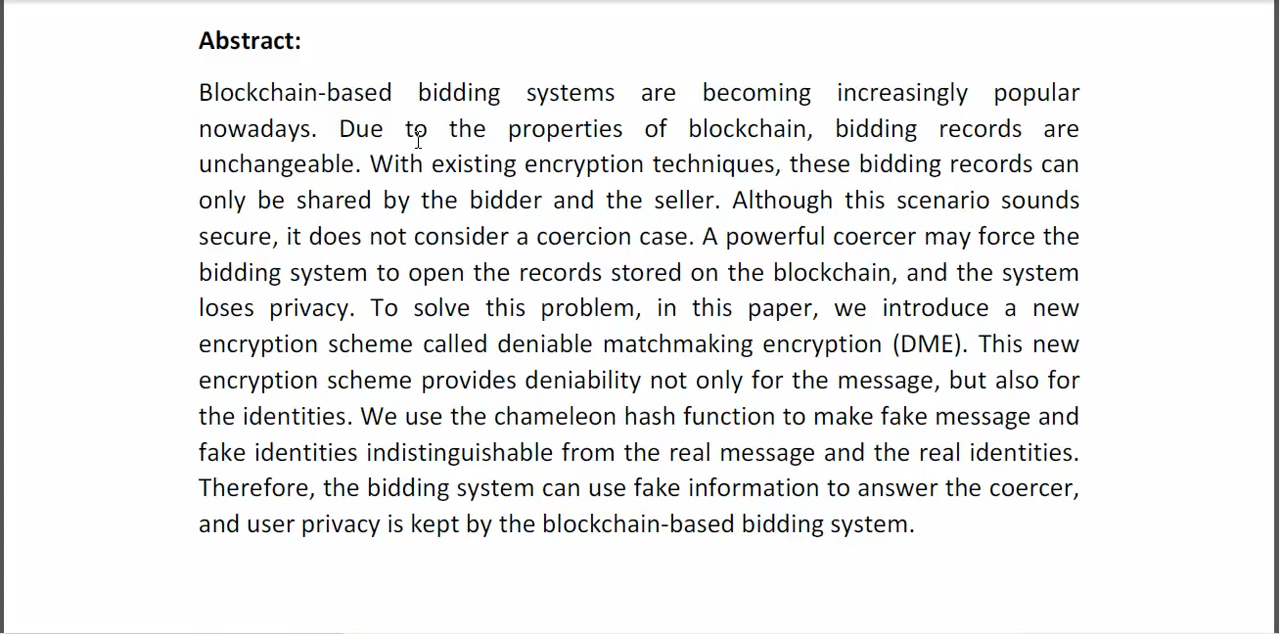 Abstract:
Blockchain-based bidding systems are becoming increasingly popular
nowadays. Due to the properties of blockchain, bidding records are
unchangeable. With existing encryption techniques, these bidding records can
only be shared by the bidder and the seller. Although this scenario sounds
secure, it does not consider a coercion case. A powerful coercer may force the
bidding system to open the records stored on the blockchain, and the system
loses privacy. To solve this problem, in this paper, we introduce a new
encryption scheme called deniable matchmaking encryption (DME). This new
encryption scheme provides deniability not only for the message, but also for
the identities. We use the chameleon hash function to make fake message and
fake identities indistinguishable from the real message and the real identities.
Therefore, the bidding system can use fake information to answer the coercer,
and user privacy is kept by the blockchain-based bidding system.